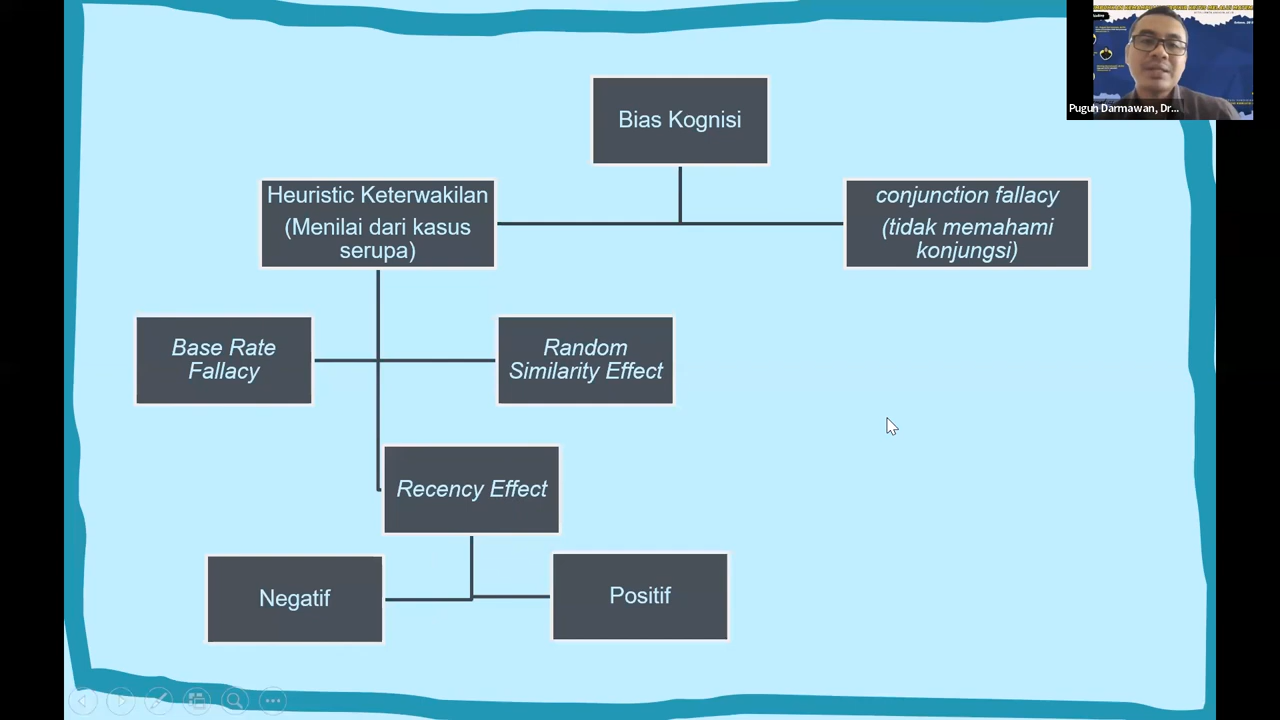 Bias Kognisi
Heuristic Keterwakilan
(Menilai dari kasus
serupa)
conjunction fallacy
(tidak memahami
konjungsi)
Base Rate
Fallacy
Random
Similarity Effect
Recency Effect
Negatif
Positif
Puguh Darmawan, Dr...